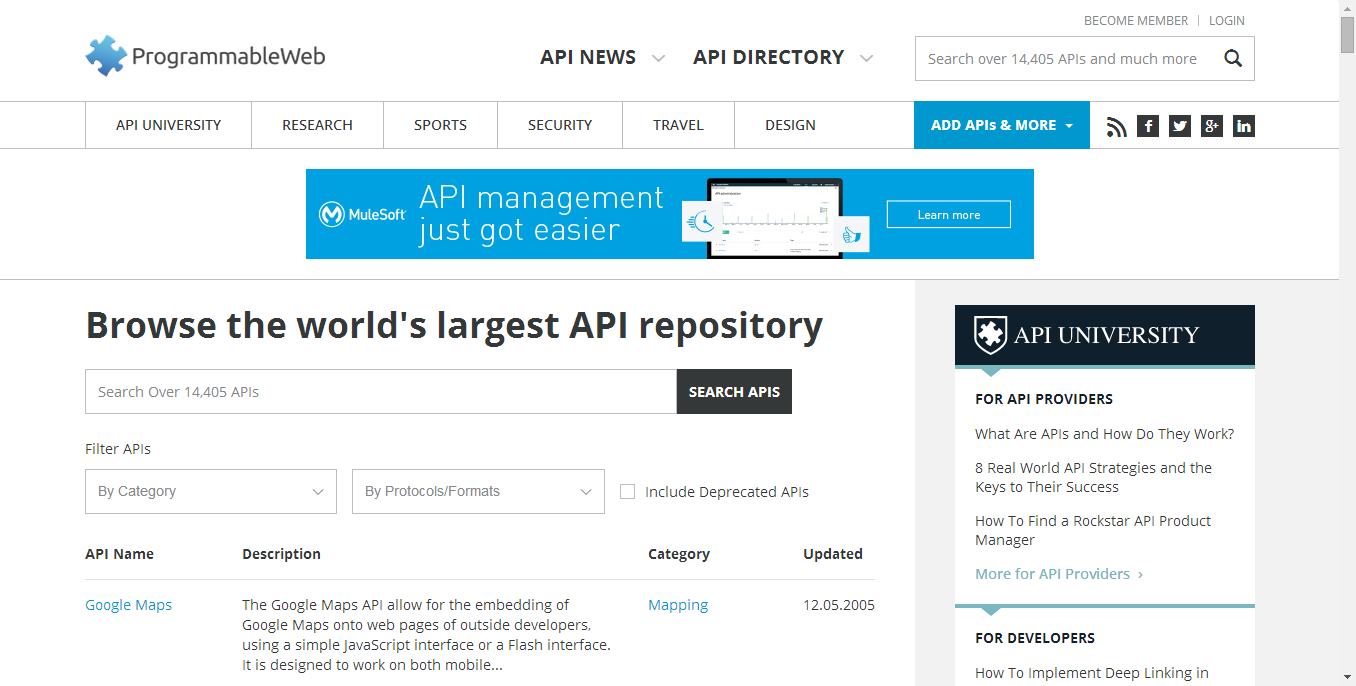 BECOME MEMBER | LOGIN
ProgrammableWeb
API NEWS
API DIRECTORY
Search over 14,405 APIs and much more
API UNIVERSITY
RESEARCH
SPORTS
SECURITY
TRAVEL
DESIGN
ADD APIs & MORE
MuleSoft
API management
just got easier
Learn more
Browse the world's largest API repository
Search Over 14,405 APIs
SEARCH APIS
Filter APIs
By Category
By Protocols/Formats
Include Deprecated APIs
API Name
Description
Category
Updated
Google Maps
The Google Maps API allow for the embedding of
Google Maps onto web pages of outside developers,
using a simple JavaScript interface or a Flash interface.
It is designed to work on both mobile...
Mapping
12.05.2005
API UNIVERSITY
FOR API PROVIDERS
What Are APIs and How Do They Work?
8 Real World API Strategies and the
Keys to Their Success
How To Find a Rockstar API Product
Manager
More for API Providers ›
FOR DEVELOPERS
How To Implement Deep Linking in